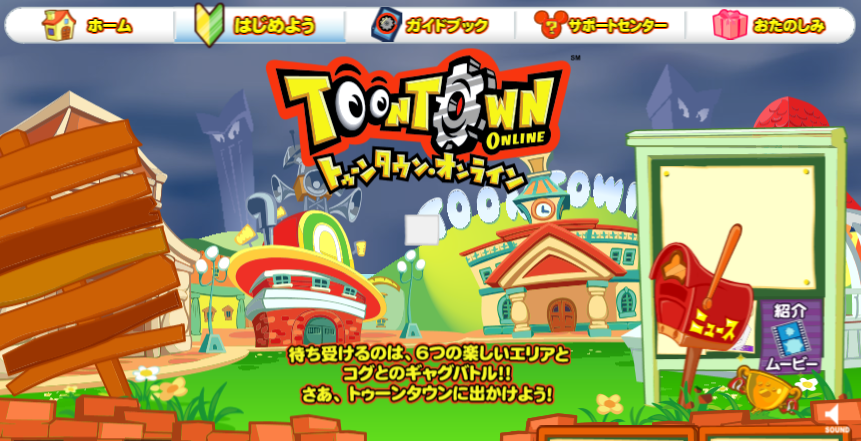 ホーム
はじめよう
ガイドブック
サポートセンター
おたのしみ
TOONTOWN
ONLINE
SM
トゥーンタウン・オンライン
TOONTOWN
ニュース
紹介
ムービー
待ち受けるのは、6つの楽しいエリアと
コグとのギャグバトル!!
さあ、トゥーンタウンに出かけよう!
SOUND